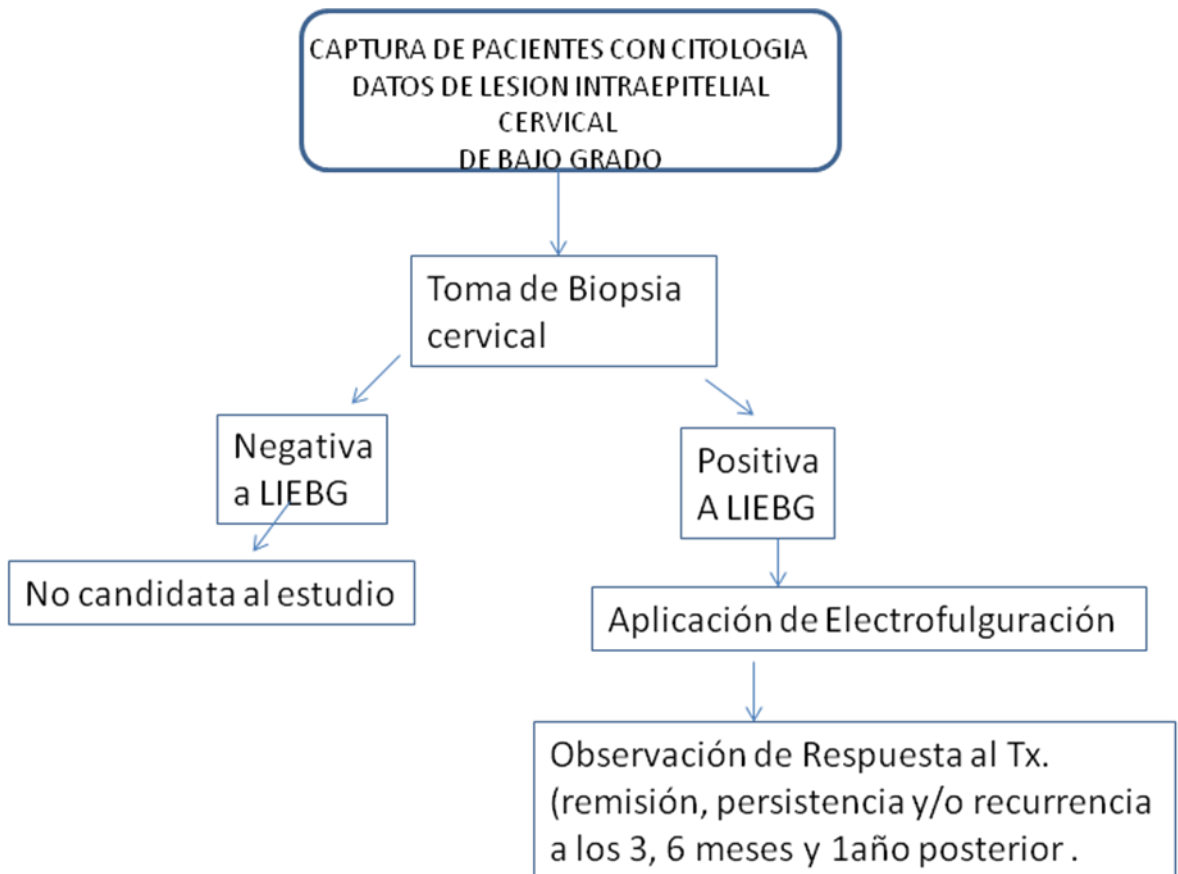 CAPTURA DE PACIENTES CON CITOLOGIA
DATOS DE LESION INTRAEPITELIAL
CERVICAL
DE BAJO GRADO
Toma de Biopsia
cervical
Negativa
a LIEBG
Positiva
A LIEBG
No candidata al estudio
Aplicación de Electrofulguración
Observación de Respuesta al Tx.
(remisión, persistencia y/o recurrencia
a los 3, 6 meses y 1año posterior .